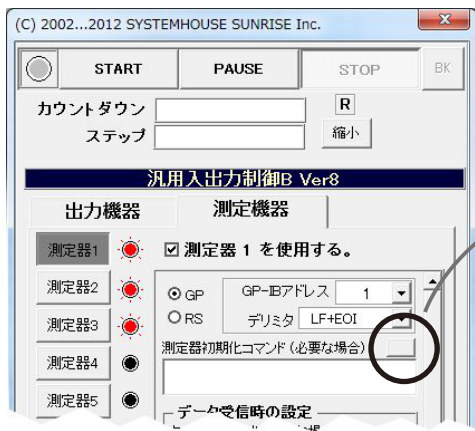 (C) 2002...2012 SYSTEMHOUSE SUNRISE Inc.
START PAUSE STOP BK
カウントダウン R
ステップ 縮小
汎用入出力制御B Ver8
出力機器 測定機器
測定器1 測定器 1 を使用する。
測定器2 GP GP-IBアドレス 1
測定器3 RS デリミタ LF+EOI
測定器初期化コマンド (必要な場合)
測定器4
測定器5
データ受信時の設定